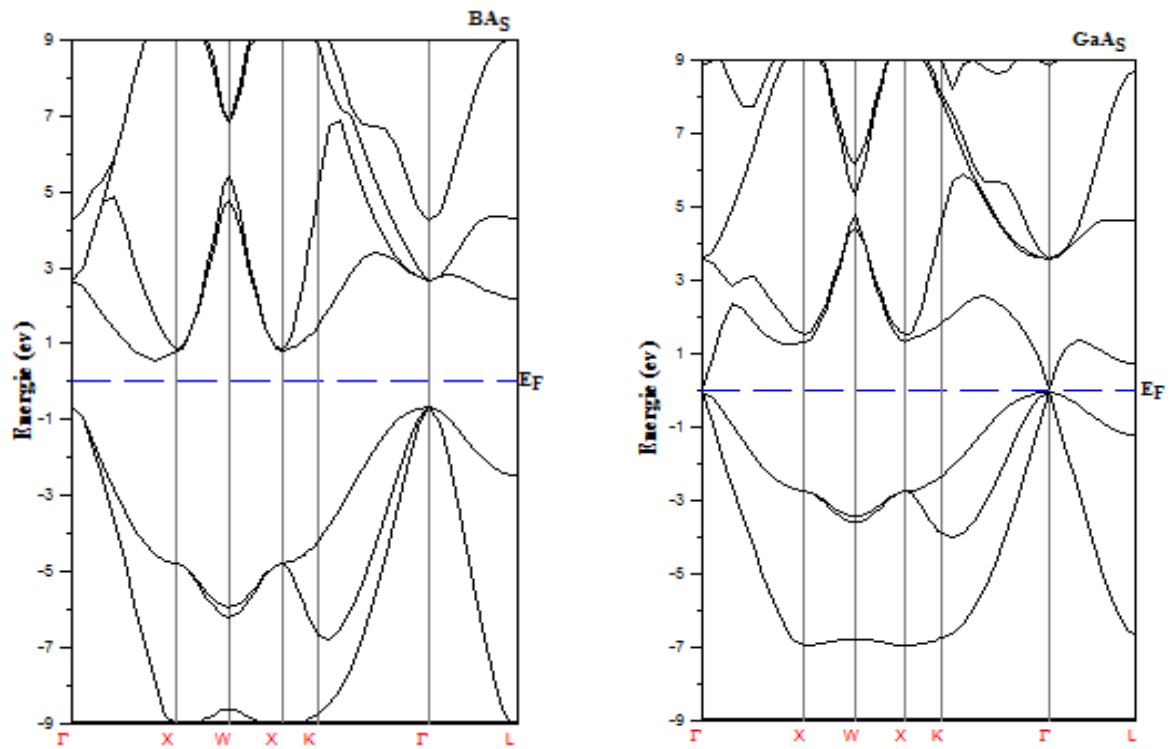 BAs
9
7
5
3
1
-1
-3
-5
-7
-9
Energie (ev)
EF
Γ X W X K Γ L
GaAs
9
7
5
3
1
-1
-3
-5
-7
-9
Energie (ev)
EF
Γ X W X K Γ L